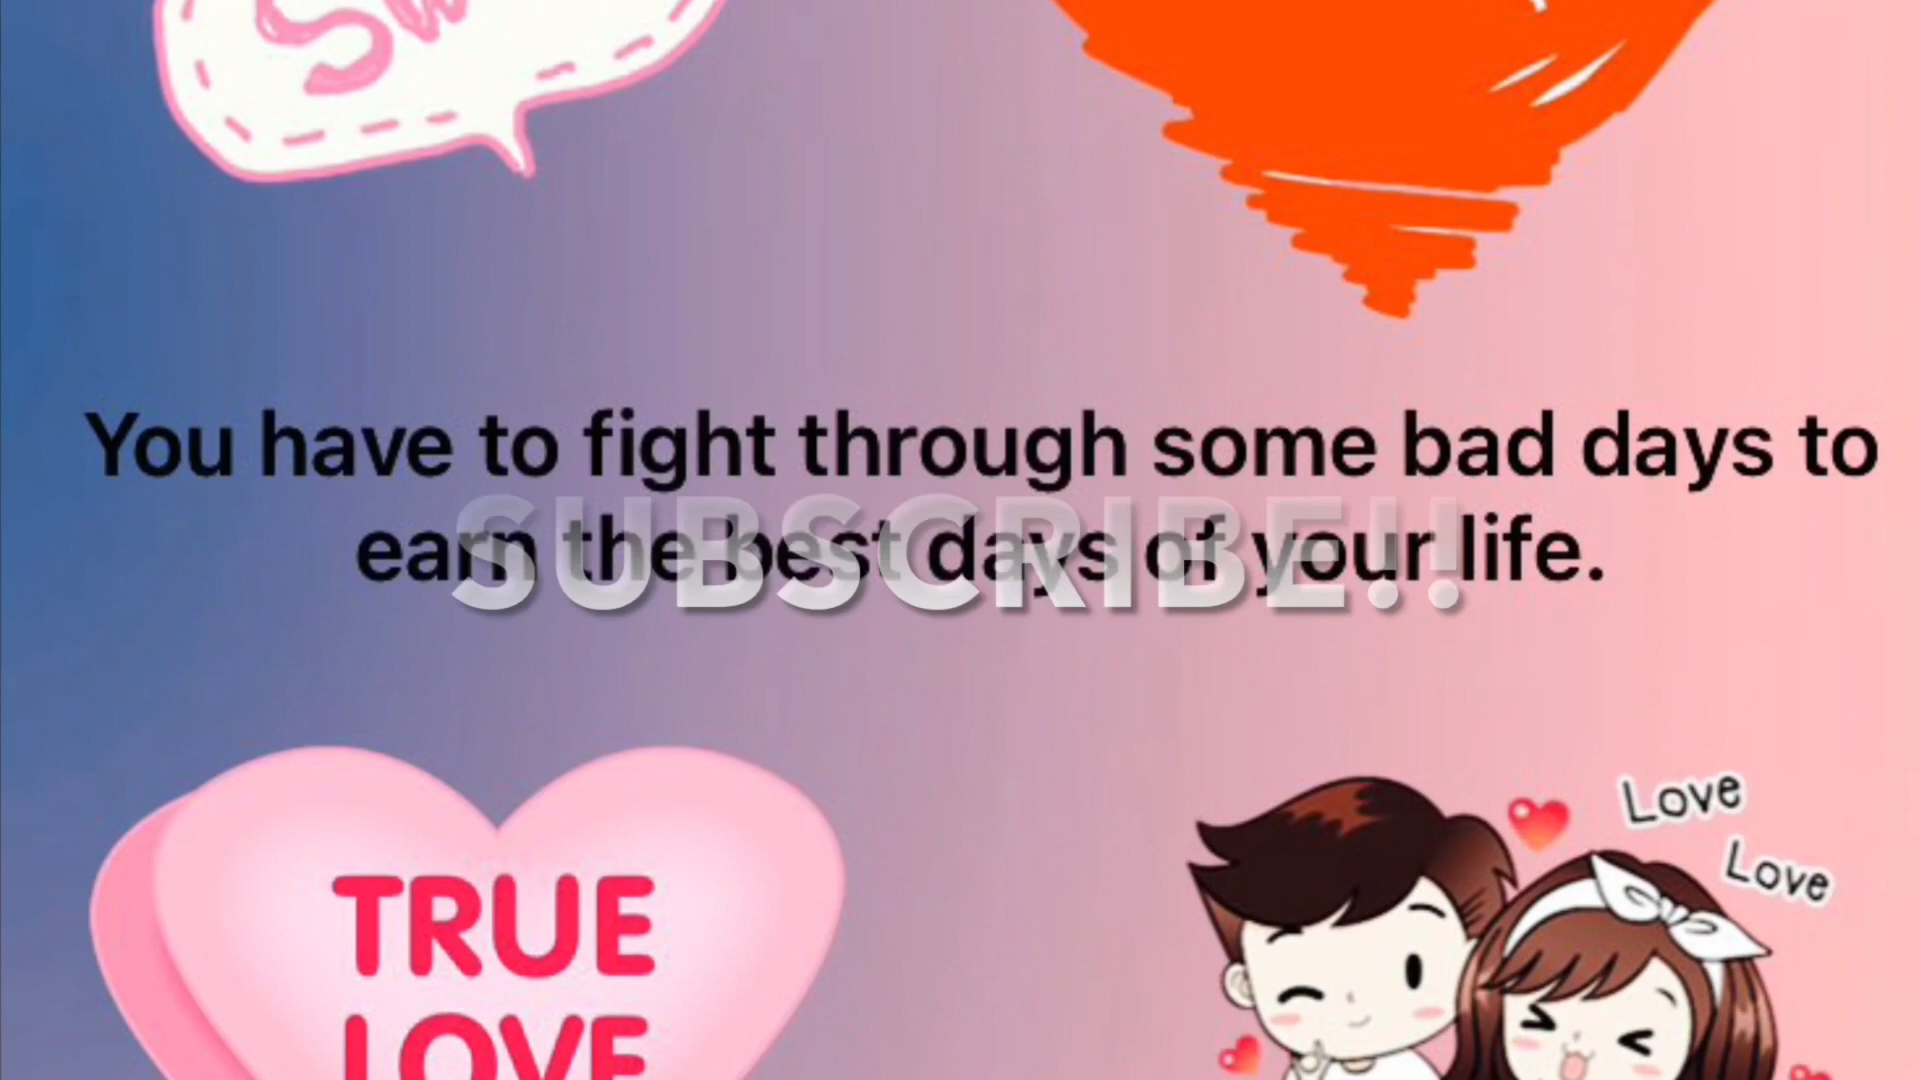 You have to fight through some bad days to
earn the best days of your life.
SUBSCRIBE!!
TRUE
LOVE
Love
Love